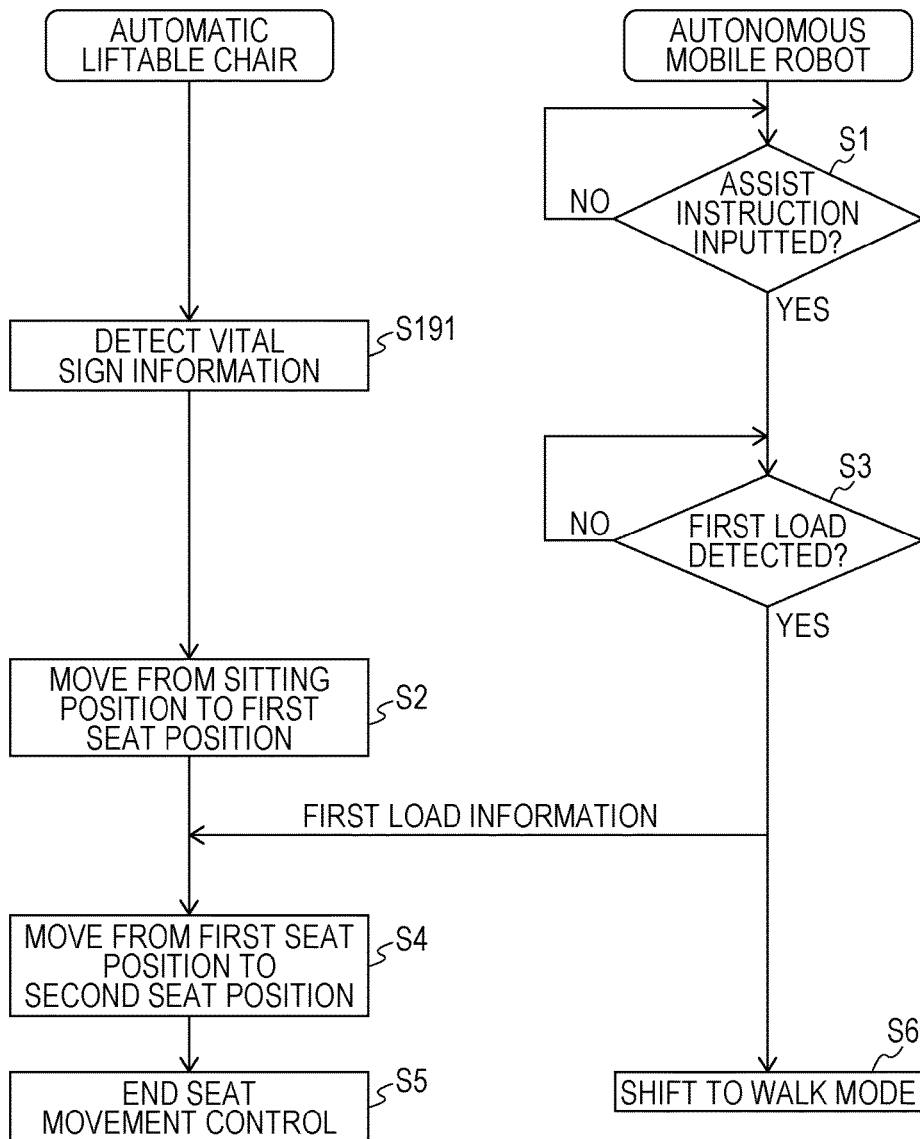 AUTOMATIC
LIFTABLE CHAIR
AUTONOMOUS
MOBILE ROBOT
S1
ASSIST
INSTRUCTION
INPUTTED?
NO
YES
S191
DETECT VITAL
SIGN INFORMATION
S3
FIRST LOAD
DETECTED?
NO
YES
MOVE FROM SITTING
POSITION TO FIRST
SEAT POSITION
S2
FIRST LOAD INFORMATION
MOVE FROM FIRST SEAT
POSITION TO
SECOND SEAT POSITION
S4
END SEAT
MOVEMENT CONTROL
S5
S6
SHIFT TO WALK MODE